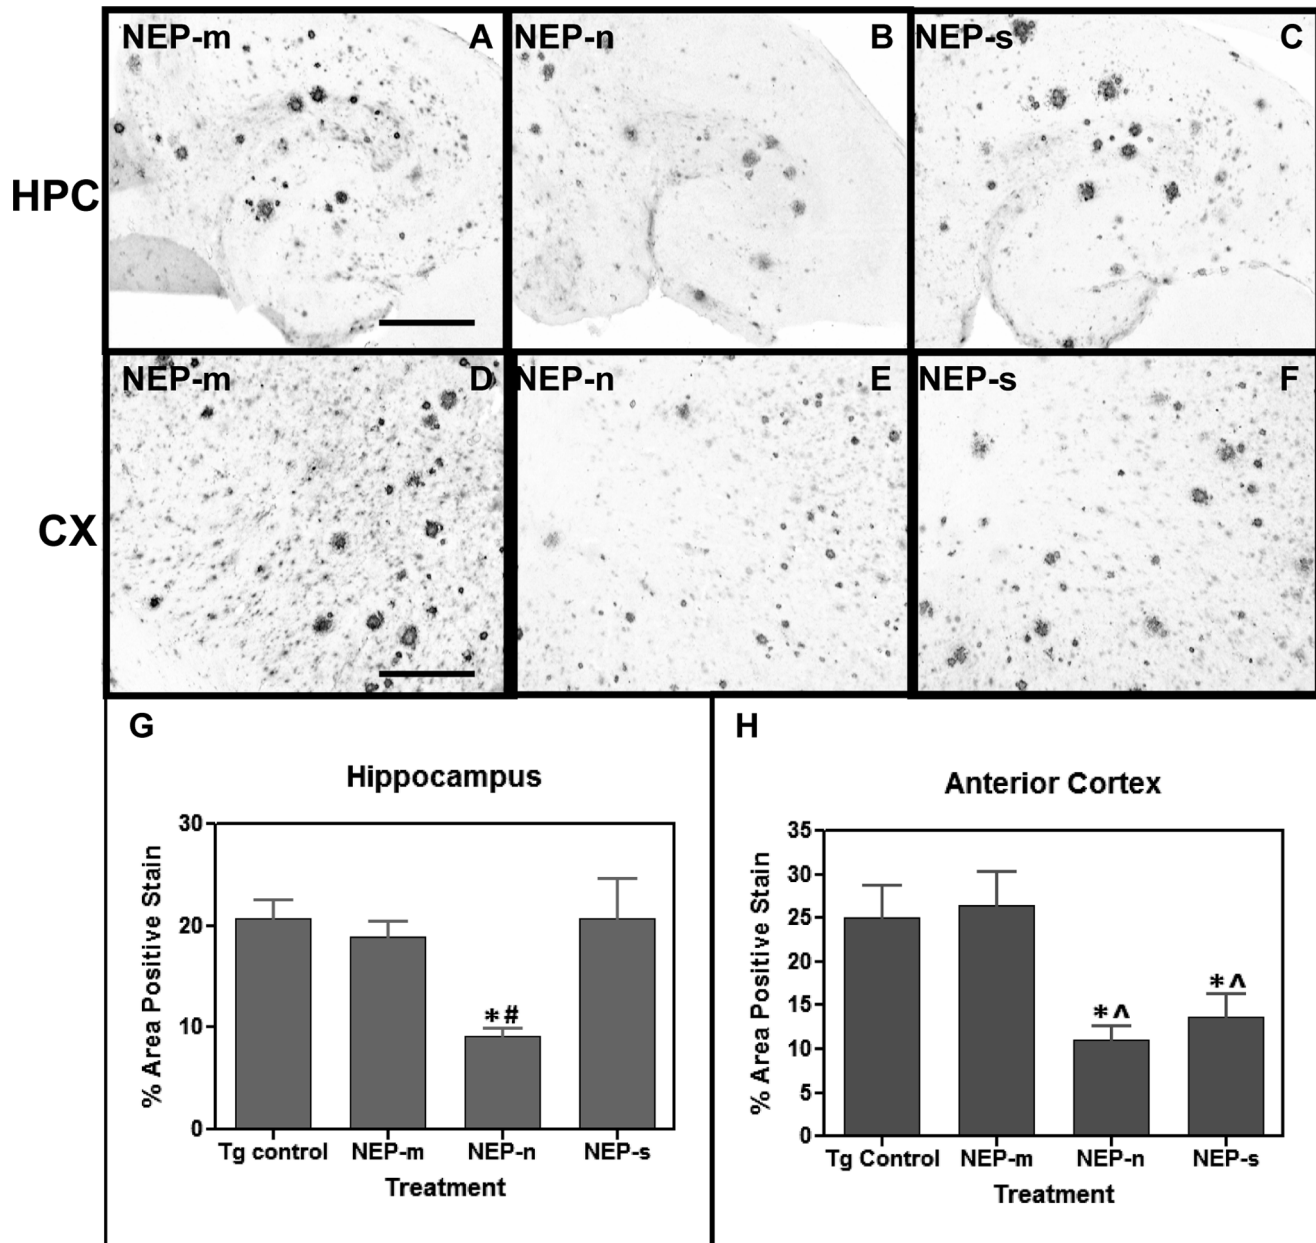 NEP-m A
NEP-n B
NEP-s C
HPC
NEP-m D
NEP-n E
NEP-s F
CX
G
Hippocampus
% Area Positive Stain
30
20
10
0
*#
Tg control NEP-m NEP-n NEP-s
Treatment
H
Anterior Cortex
% Area Positive Stain
35
30
25
20
15
10
5
0
*^
*^
Tg Control NEP-m NEP-n NEP-s
Treatment